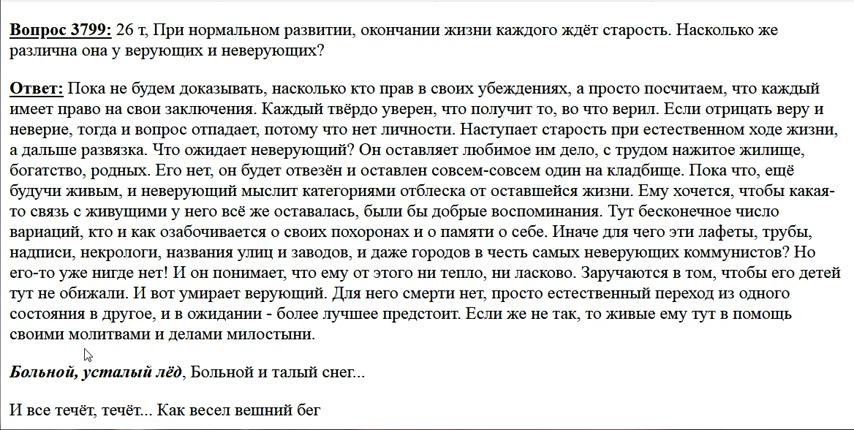 Вопрос 3799: 26 т, При нормальном развитии, окончании жизни каждого ждёт старость. Насколько же
различна она у верующих и неверующих?
Ответ: Пока не будем доказывать, насколько кто прав в своих убеждениях, а просто посчитаем, что каждый
имеет право на свои заключения. Каждый твёрдо уверен, что получит то, во что верил. Если отрицать веру и
неверие, тогда и вопрос отпадает, потому что нет личности. Наступает старость при естественном ходе жизни,
а дальше развязка. Что ожидает неверующий? Он оставляет любимое им дело, с трудом нажитое жилище,
богатство, родных. Его нет, он будет отвезён и оставлен совсем-совсем один на кладбище. Пока что, ещё
будучи живым, и неверующий мыслит категориями отблеска от оставшейся жизни. Ему хочется, чтобы какая-
то связь с живущими у него всё же оставалась, были бы добрые воспоминания. Тут бесконечное число
вариаций, кто и как озабочивается о своих похоронах и о памяти о себе. Иначе для чего эти лафеты, трубы,
надписи, некрологи, названия улиц и заводов, и даже городов в честь самых неверующих коммунистов? Но
его-то уже нигде нет! И он понимает, что ему от этого ни тепло, ни ласково. Заручаются в том, чтобы его детей
тут не обижали. И вот умирает верующий. Для него смерти нет, просто естественный переход из одного
состояния в другое, и в ожидании - более лучшее предстоит. Если же не так, то живые ему тут в помощь
своими молитвами и делами милостыни.
Больной, усталый лёд, Больной и талый снег...
И все течёт, течёт... Как весел вешний бег